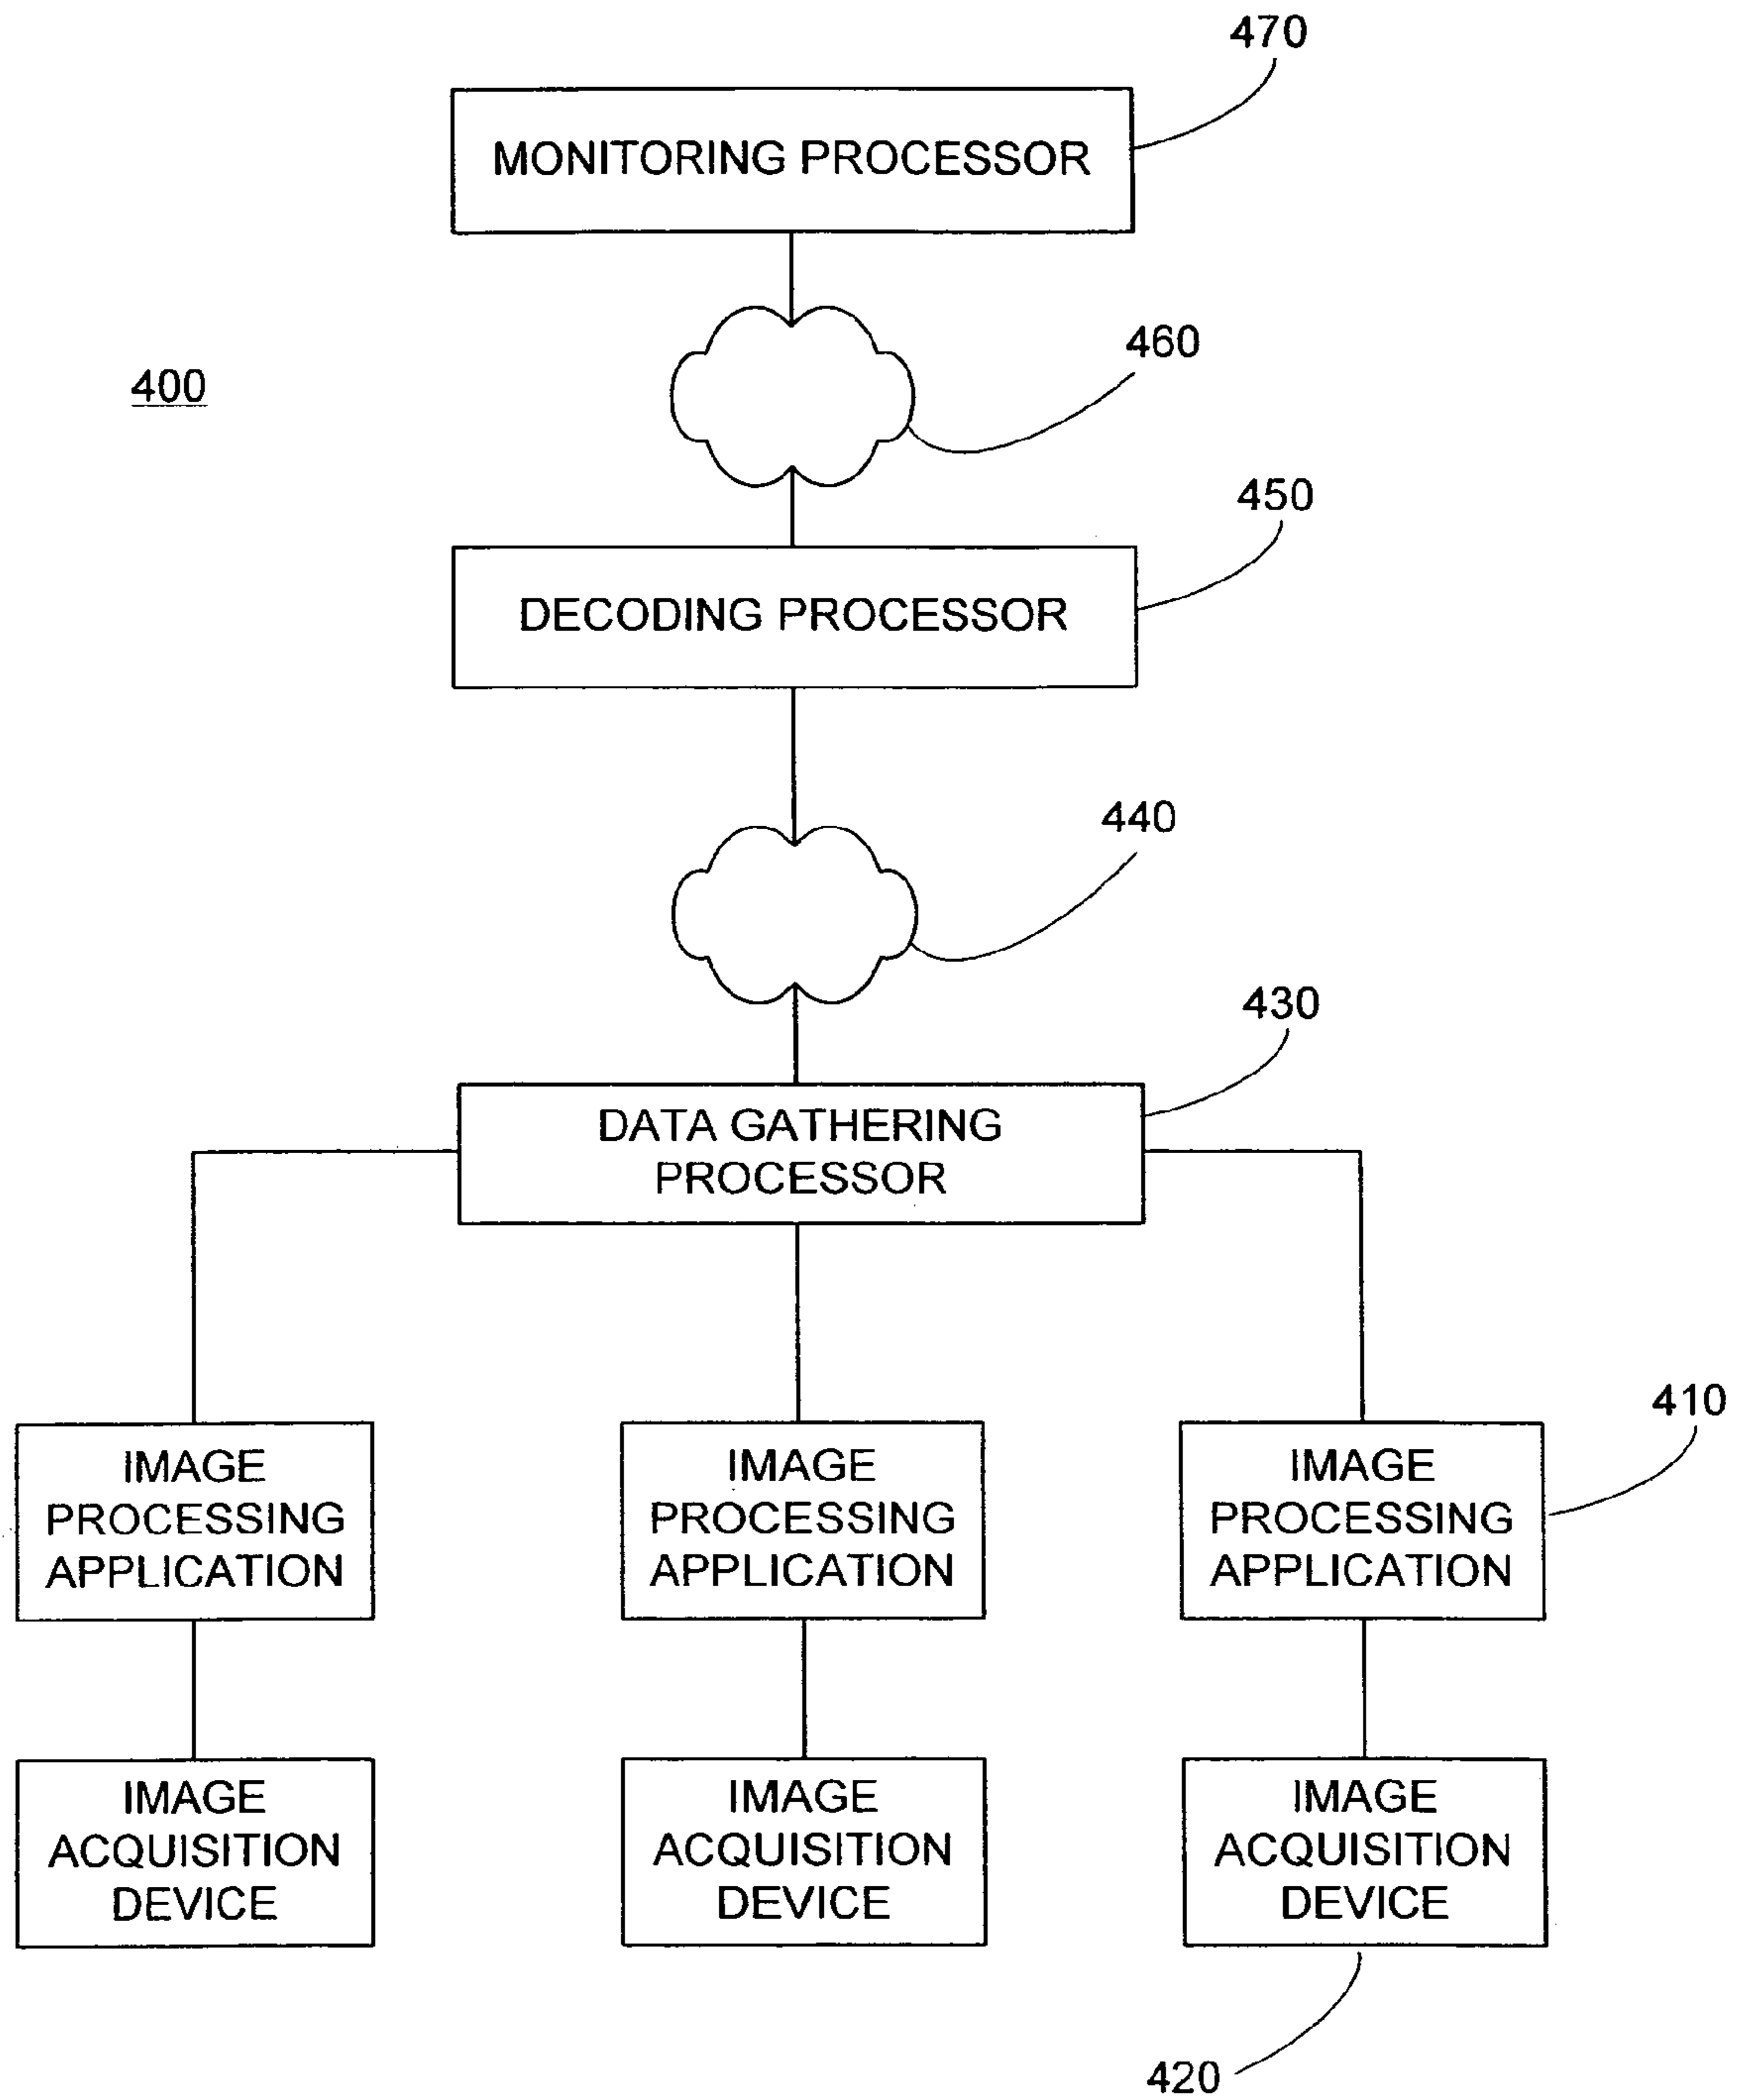 470
MONITORING PROCESSOR
460
400
450
DECODING PROCESSOR
440
430
DATA GATHERING
PROCESSOR
410
IMAGE
PROCESSING
APPLICATION
IMAGE
PROCESSING
APPLICATION
IMAGE
PROCESSING
APPLICATION
IMAGE
ACQUISITION
DEVICE
IMAGE
ACQUISITION
DEVICE
IMAGE
ACQUISITION
DEVICE
420